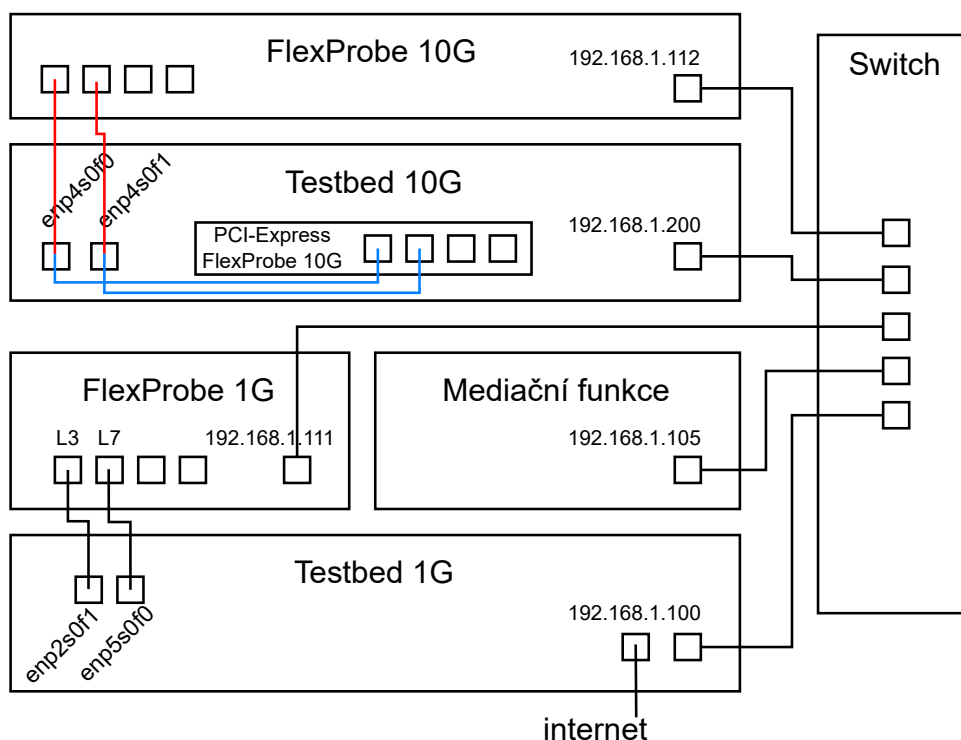 FlexProbe 10G
192.168.1.112
Switch
enp4s0f0
enp4s0f1
Testbed 10G
192.168.1.200
PCI-Express
FlexProbe 10G
FlexProbe 1G
L3
L7
192.168.1.111
Mediační funkce
192.168.1.105
Testbed 1G
enp2s0f1
enp5s0f0
192.168.1.100
internet